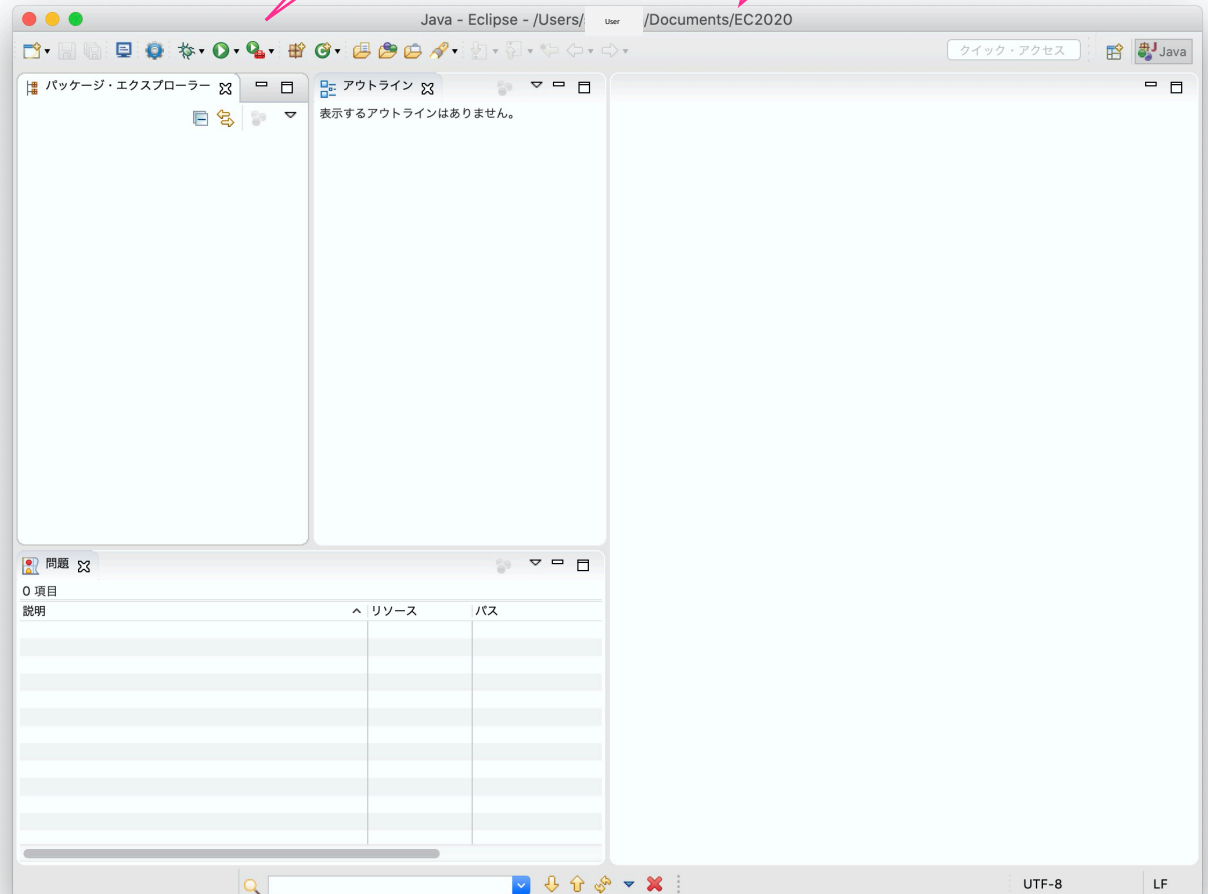 Java - Eclipse - /Users/ User /Documents/EC2020
クイック・アクセス
Java
パッケージ・エクスプローラー
アウトライン
表示するアウトラインはありません。
問題
0 項目
説明 リソース パス
UTF-8 LF